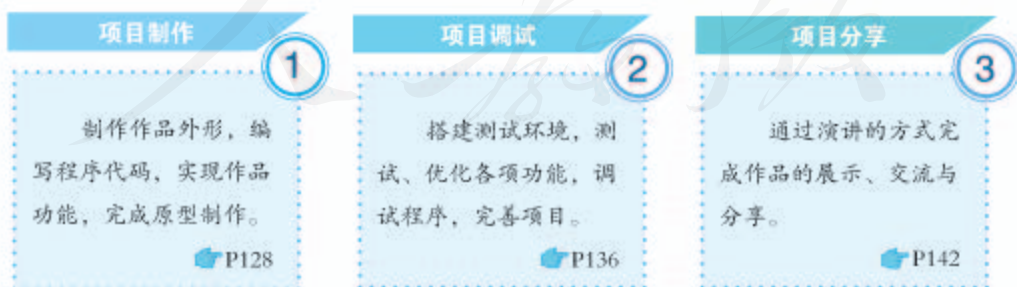 项目制作
1
制作作品外形，编
写程序代码，实现作品
功能，完成原型制作。
P128
项目调试
2
搭建测试环境，测
试、优化各项功能，调
试程序，完善项目。
P136
项目分享
3
通过演讲的方式完
成作品的展示、交流与
分享。
P142
人教版